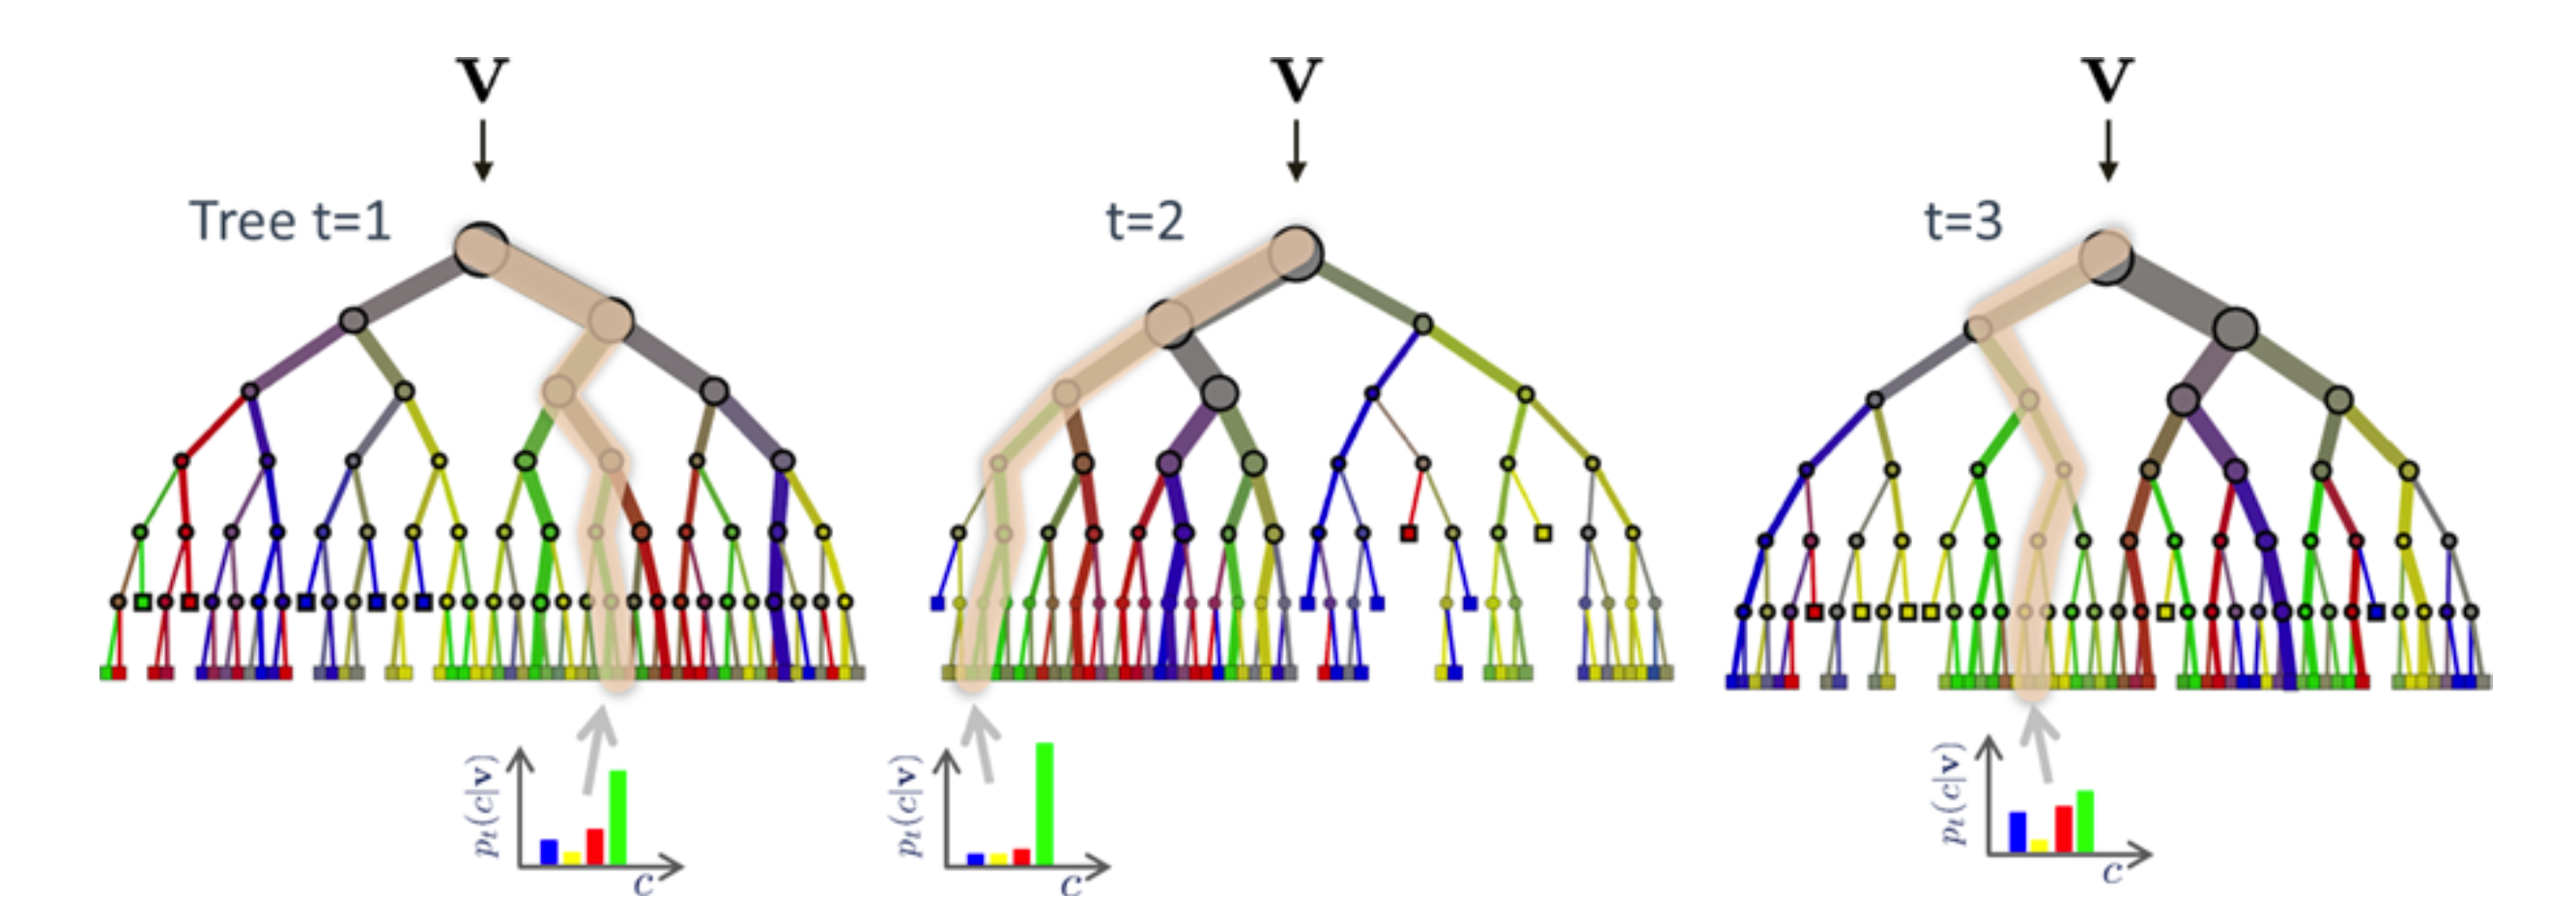 v v v
Tree t=1 t=2 t=3
p_t(c|v) p_t(c|v) p_t(c|v)
c c c